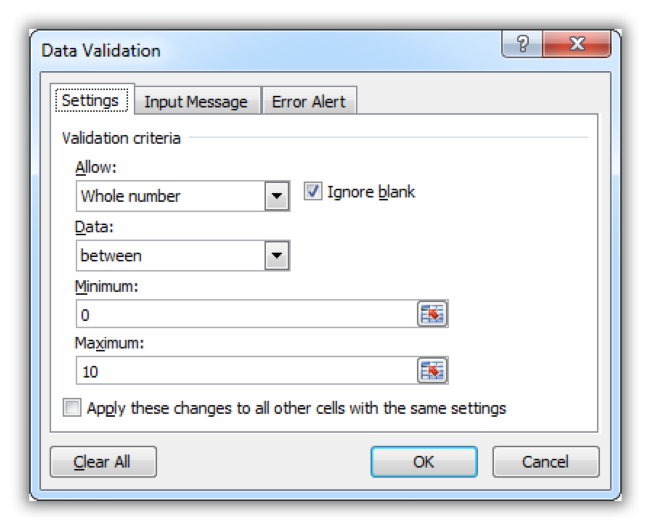 Data Validation
?
Settings Input Message Error Alert
Validation criteria
Allow:
Whole number Ignore blank
Data:
between
Minimum:
0
Maximum:
10
Apply these changes to all other cells with the same settings
Clear All OK Cancel